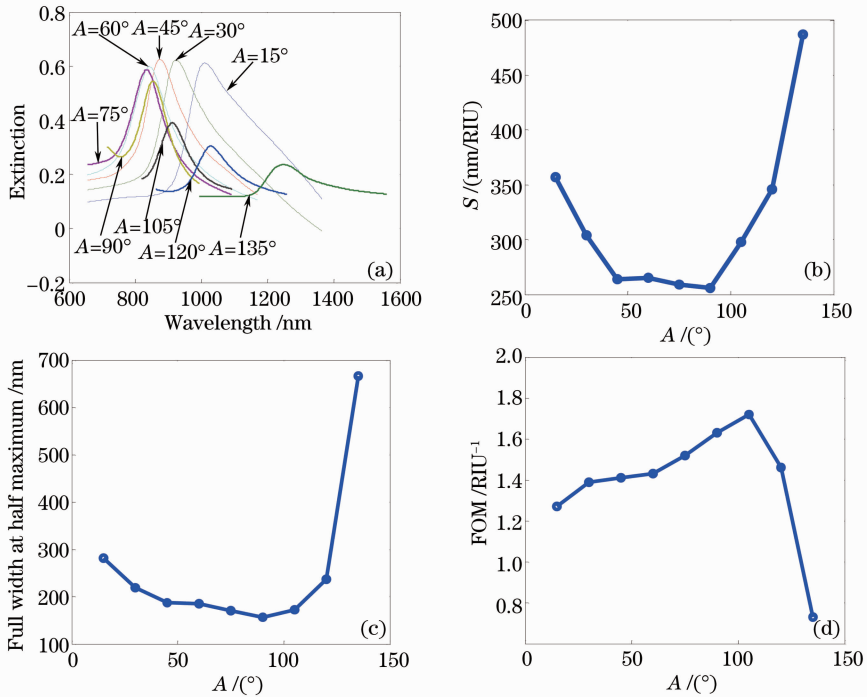 0.8
0.6
0.4
0.2
0
−0.2
Extinction
A=60°
A=45°
A=30°
A=15°
A=75°
A=90°
A=105°
A=120°
A=135°
(a)
600
800
1000
1200
1400
1600
Wavelength /nm
500
450
400
350
300
250
S /(nm/RIU)
(b)
0
50
100
150
A /(°)
700
600
500
400
300
200
100
Full width at half maximum /nm
(c)
0
50
100
150
A /(°)
2.0
1.8
1.6
1.4
1.2
1.0
0.8
FOM /RIU⁻¹
(d)
0
50
100
150
A /(°)